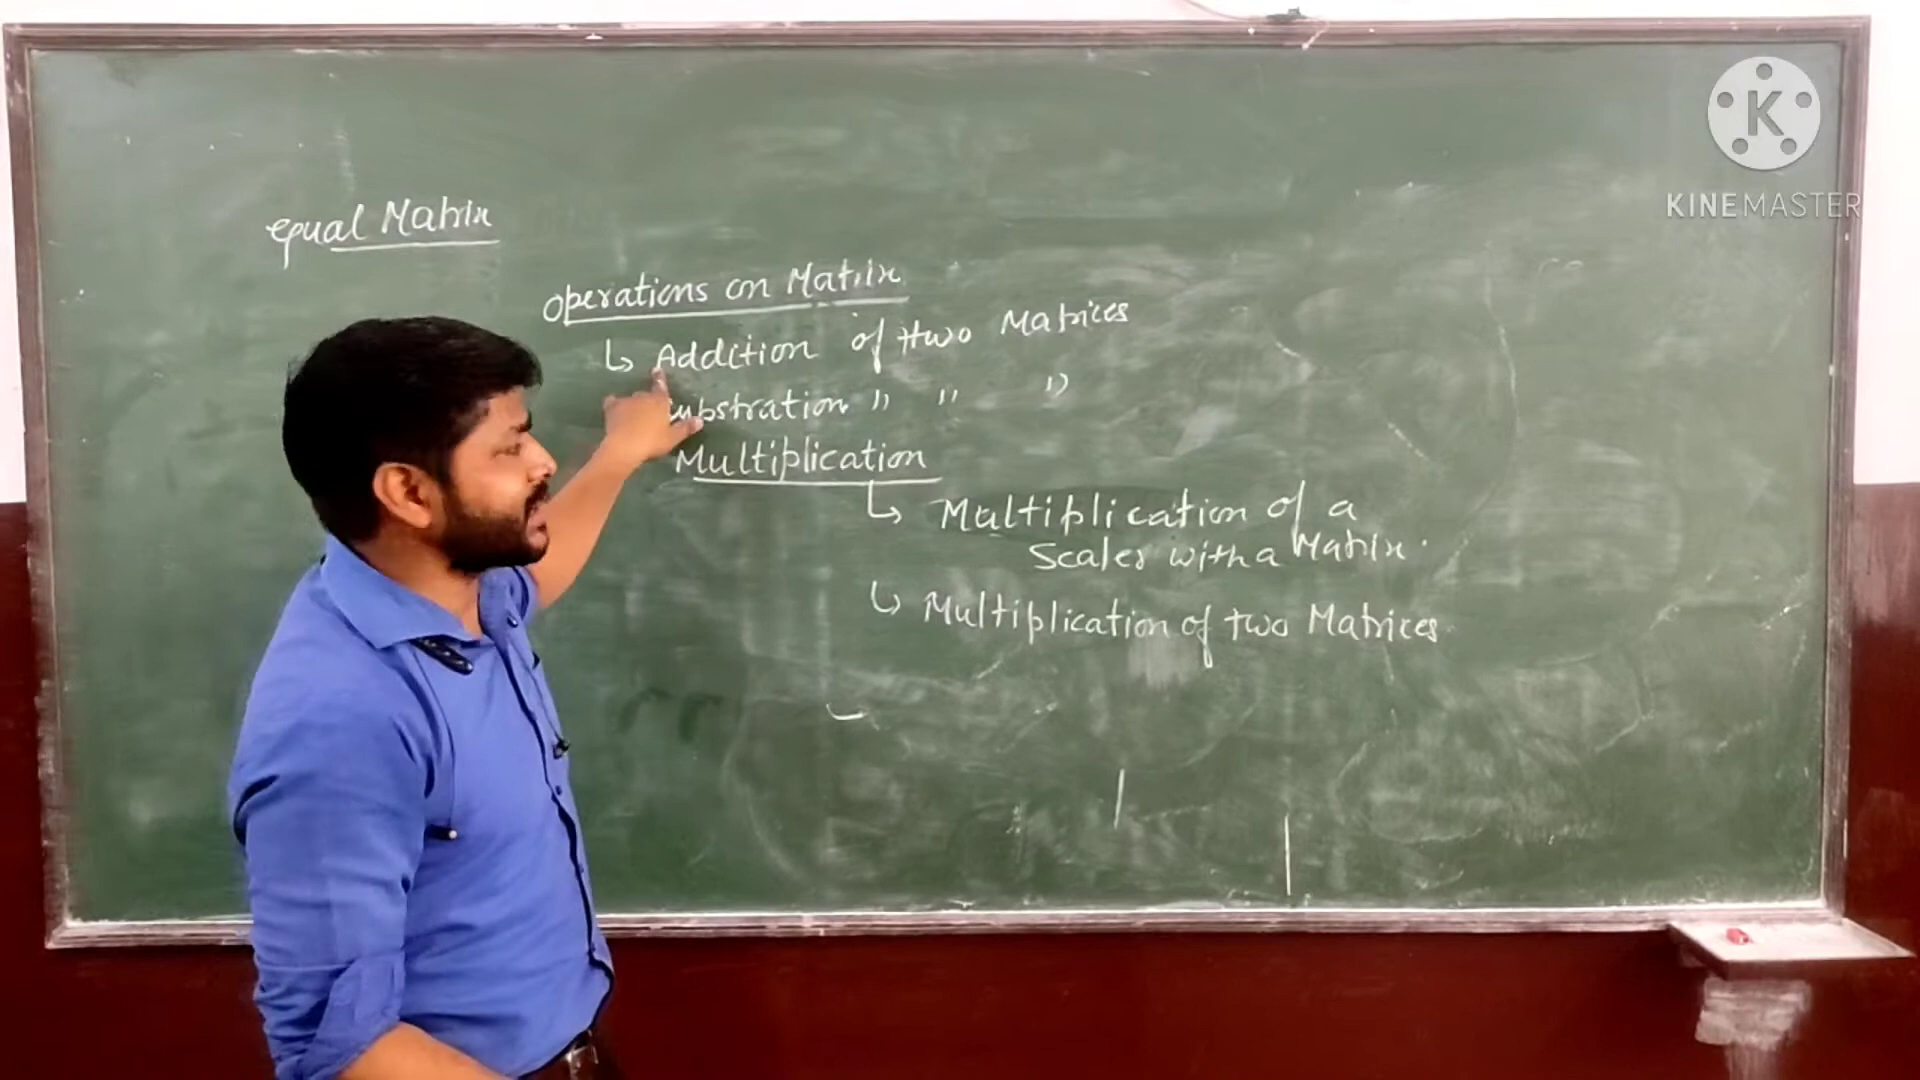 equal Matrix
Operations on Matrix
↳ Addition of two Matrices
Substration " " "
Multiplication
↳ Multiplication of a
Scaler with a Matrix.
↳ Multiplication of two Matrices
K
KINEMASTER